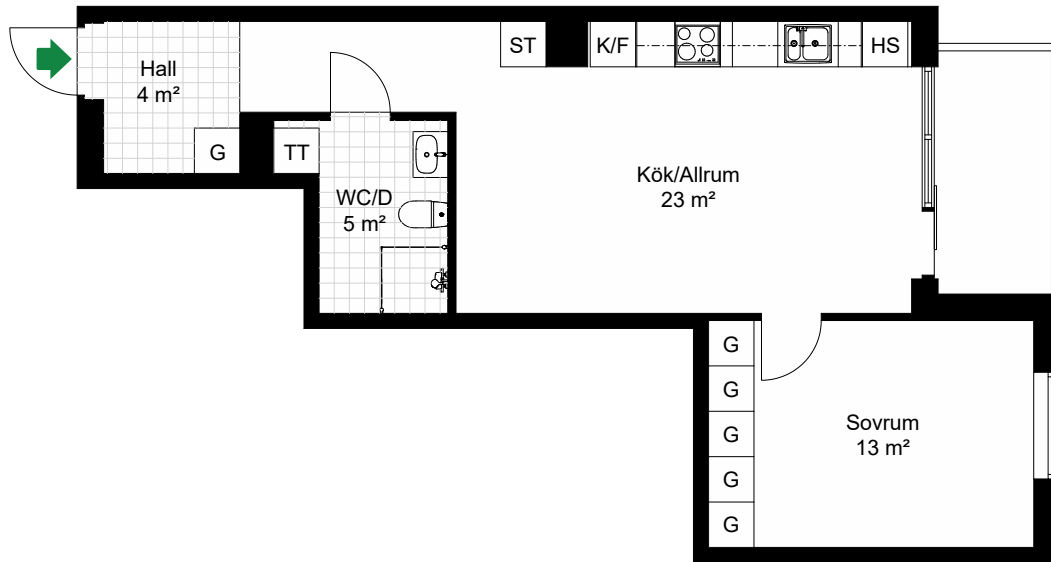 ST
K/F
HS
Hall
4 m²
G
TT
WC/D
5 m²
Kök/Allrum
23 m²
G
G
G
G
G
Sovrum
13 m²